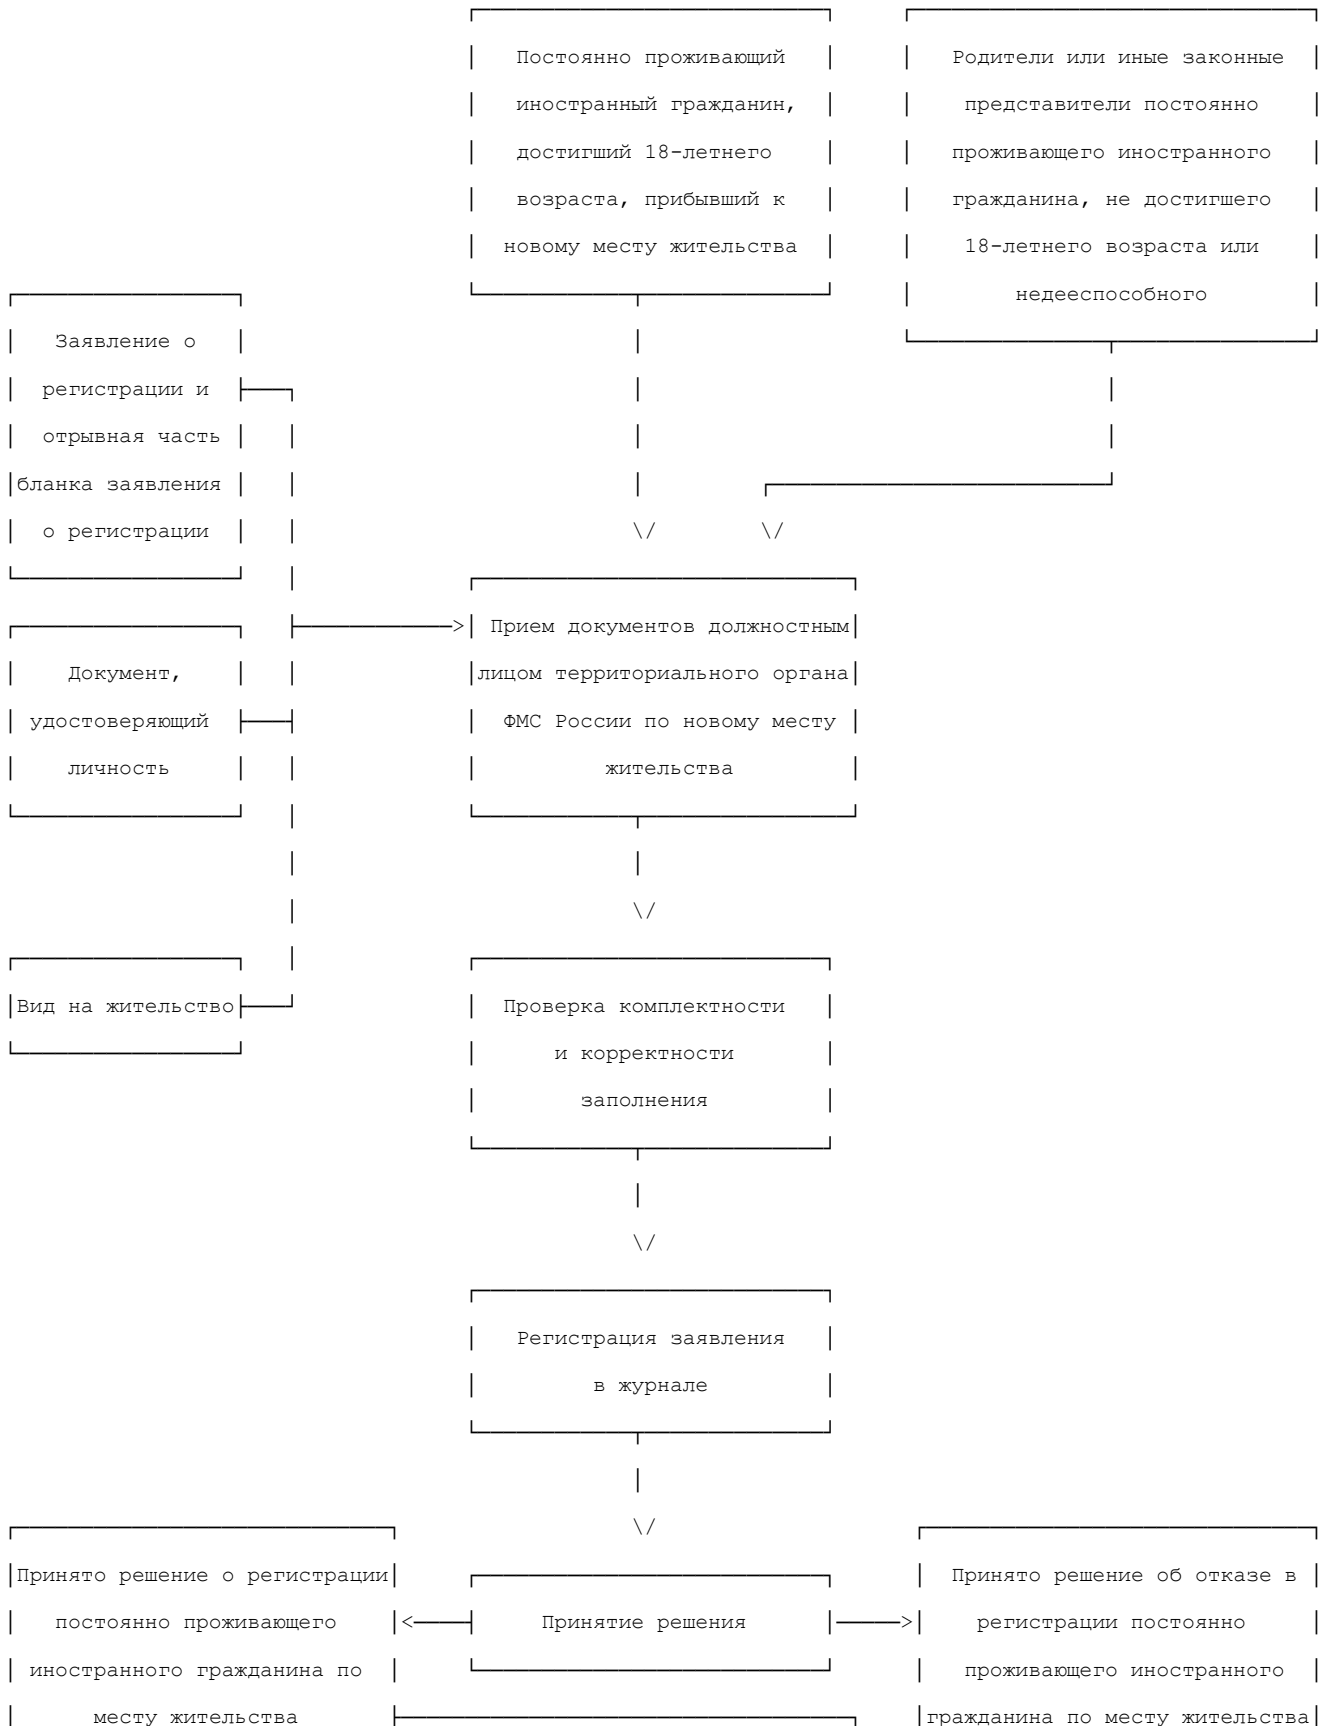 Постоянно проживающий
иностранный гражданин,
достигший 18-летнего
возраста, прибывший к
новому месту жительства
Родители или иные законные
представители постоянно
проживающего иностранного
гражданина, не достигшего
18-летнего возраста или
недееспособного
Заявление о
регистрации и
отрывная часть
бланка заявления
о регистрации
Документ,
удостоверяющий
личность
Вид на жительство
Прием документов должностным
лицом территориального органа
ФМС России по новому месту
жительства
Проверка комплектности
и корректности
заполнения
Регистрация заявления
в журнале
Принятие решения
Принято решение о регистрации
постоянно проживающего
иностранного гражданина по
месту жительства
Принято решение об отказе в
регистрации постоянно
проживающего иностранного
гражданина по месту жительства